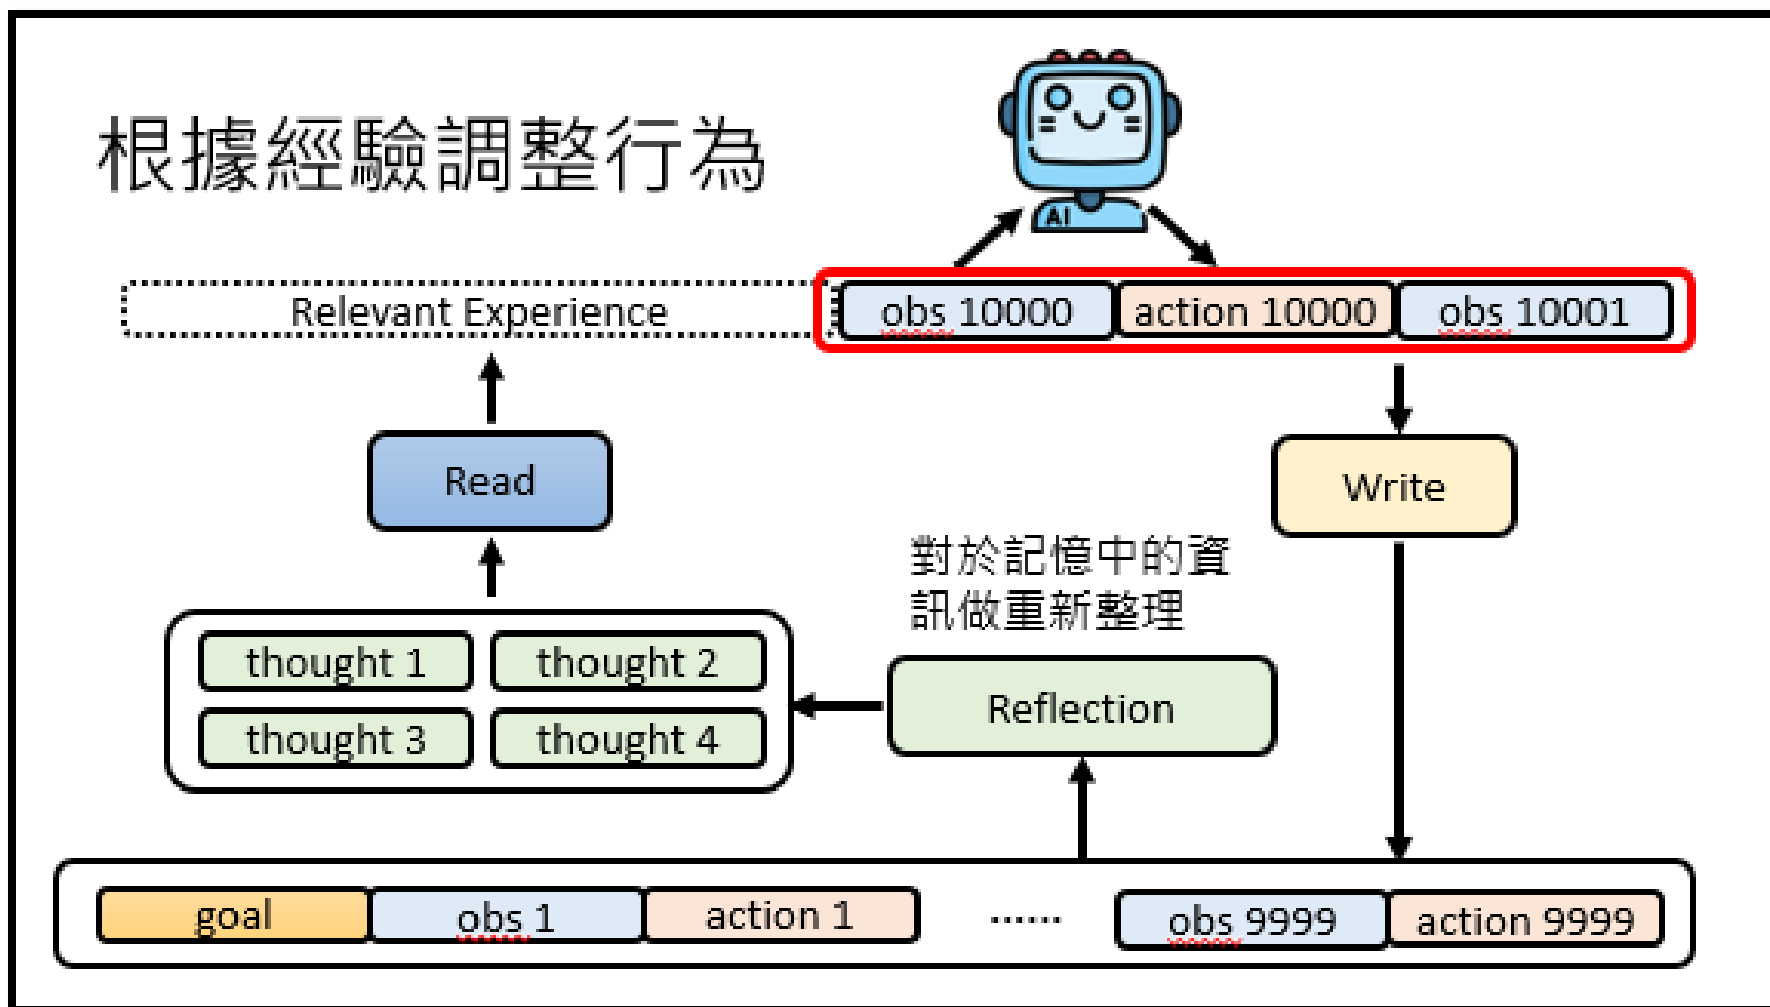 根據經驗調整行為
AI
Relevant Experience
obs 10000
action 10000
obs 10001
Read
Write
對於記憶中的資
訊做重新整理
thought 1
thought 2
Reflection
thought 3
thought 4
goal
obs 1
action 1
......
obs 9999
action 9999